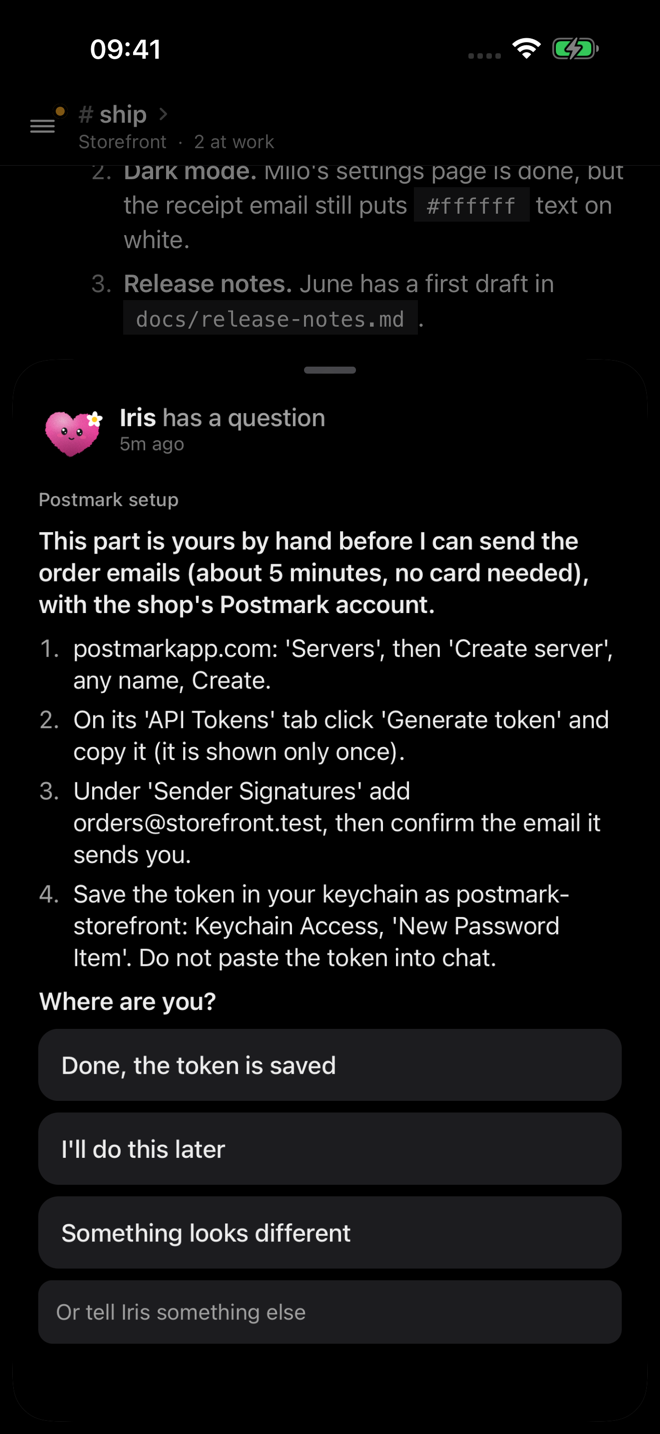 09:41
# ship >
Storefront · 2 at work
2. Dark mode. Milo's settings page is done, but
the receipt email still puts #ffffff text on
white.
3. Release notes. June has a first draft in
docs/release-notes.md.
Iris has a question
5m ago
Postmark setup
This part is yours by hand before I can send the
order emails (about 5 minutes, no card needed),
with the shop's Postmark account.
1. postmarkapp.com: 'Servers', then 'Create server',
any name, Create.
2. On its 'API Tokens' tab click 'Generate token' and
copy it (it is shown only once).
3. Under 'Sender Signatures' add
orders@storefront.test, then confirm the email it
sends you.
4. Save the token in your keychain as postmark-
storefront: Keychain Access, 'New Password
Item'. Do not paste the token into chat.
Where are you?
Done, the token is saved
I'll do this later
Something looks different
Or tell Iris something else